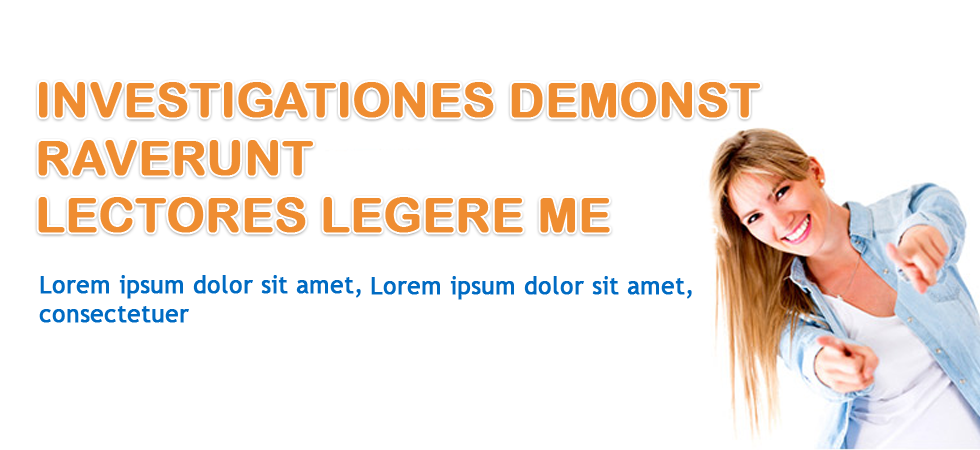 INVESTIGATIONES DEMONST
RAVERUNT
LECTORES LEGERE ME
Lorem ipsum dolor sit amet, Lorem ipsum dolor sit amet,
consectetuer